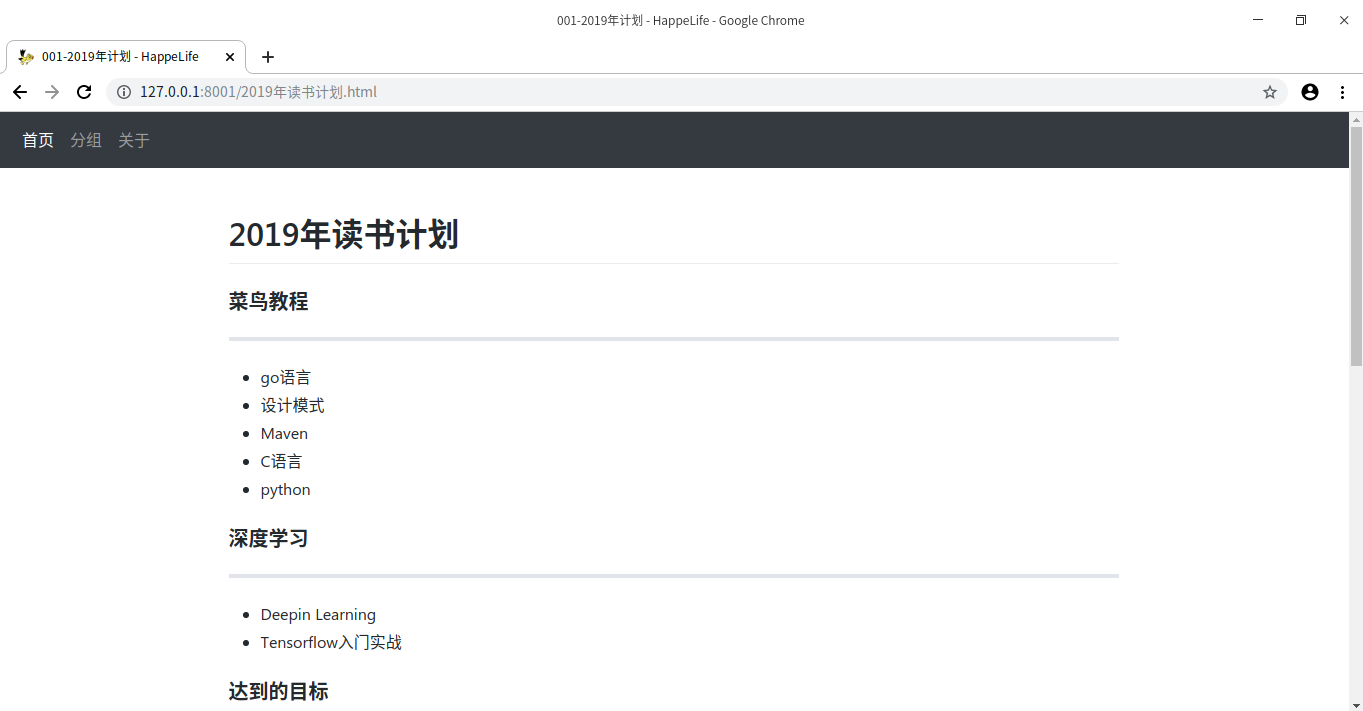 001-2019年计划 - HappeLife - Google Chrome
001-2019年计划 - HappeLife
127.0.0.1:8001/2019年读书计划.html
首页 分组 关于
2019年读书计划
菜鸟教程
go语言
设计模式
Maven
C语言
python
深度学习
Deepin Learning
Tensorflow入门实战
达到的目标